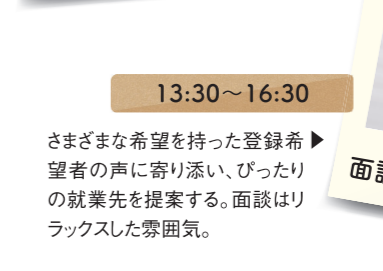 13:30～16:30
さまざまな希望を持った登録希▶
望者の声に寄り添い、ぴったり
の就業先を提案する。面談はリ
ラックスした雰囲気。
面